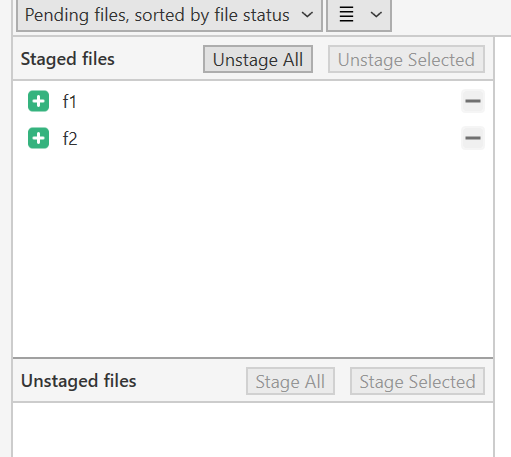 Pending files, sorted by file status
Staged files Unstage All Unstage Selected
f1
f2
Unstaged files Stage All Stage Selected